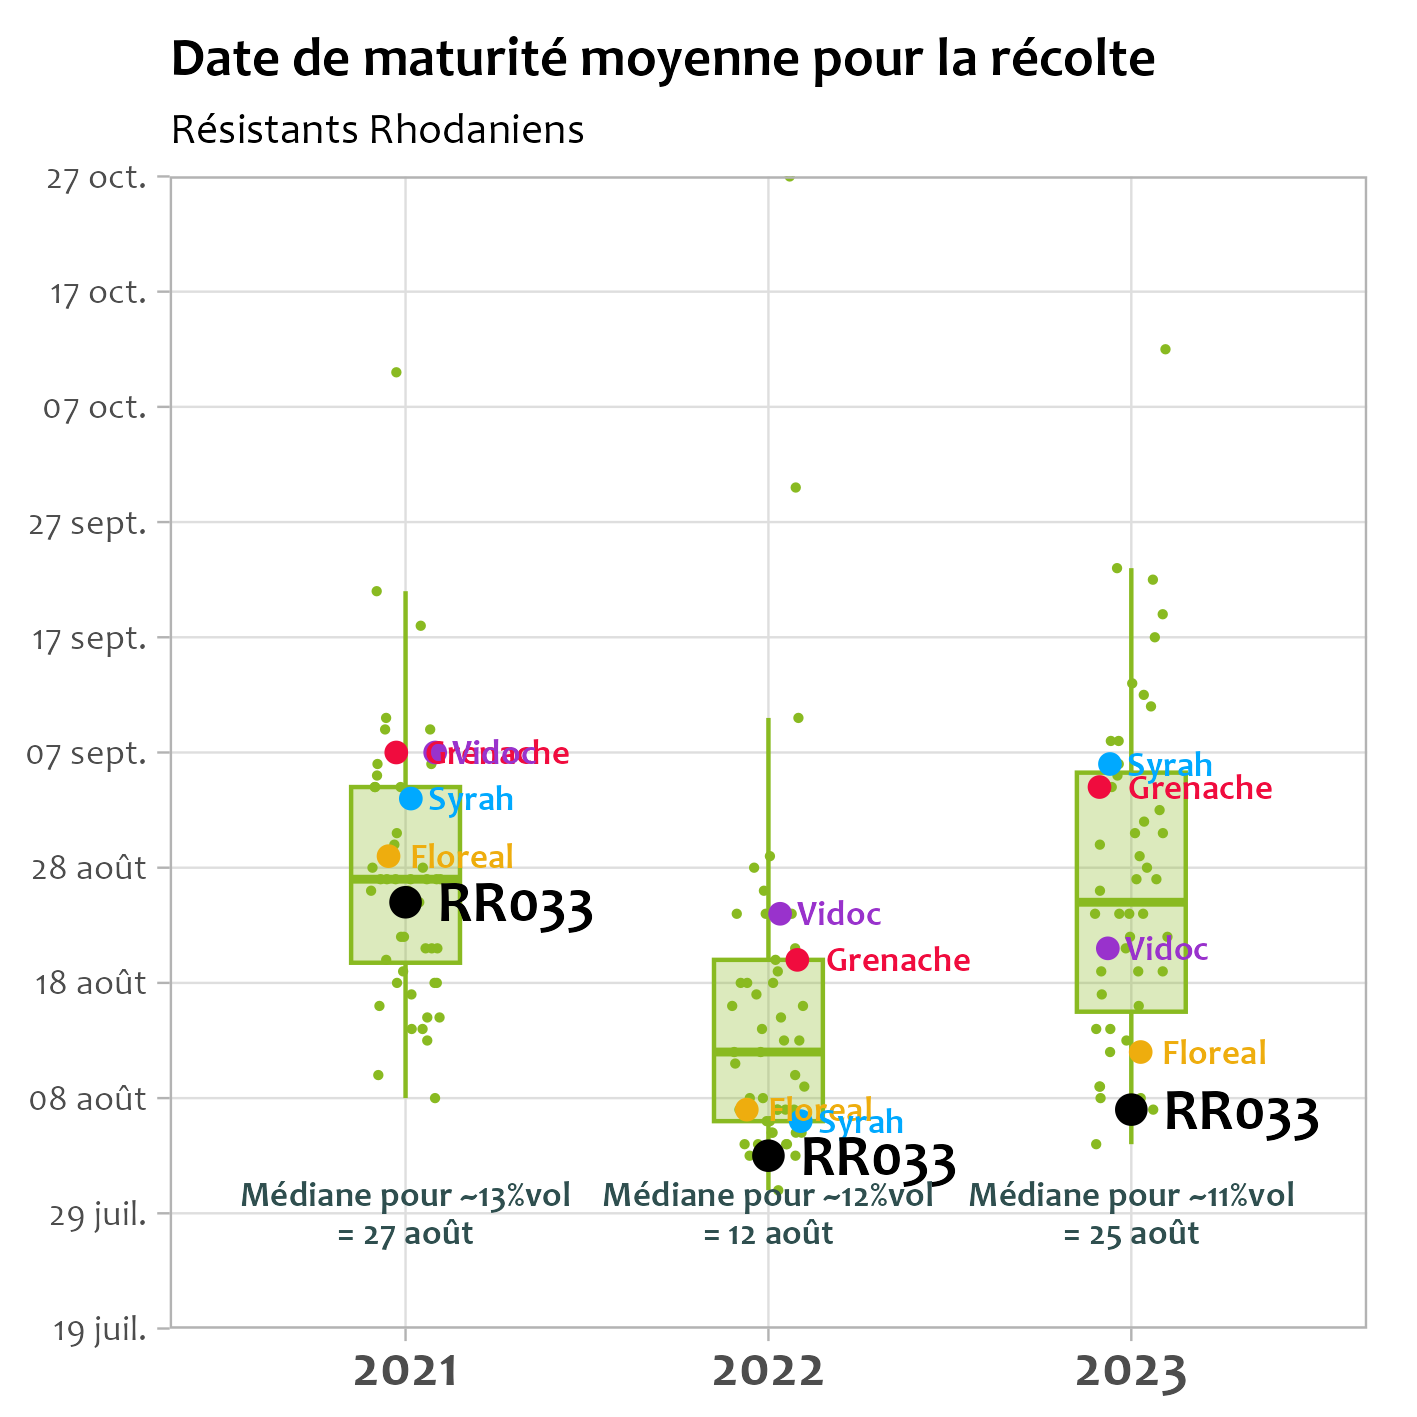 Date de maturité moyenne pour la récolte
Résistants Rhodaniens
27 oct.
17 oct.
07 oct.
27 sept.
17 sept.
07 sept.
28 août
18 août
08 août
29 juil.
19 juil.
Grenache
Vidoc
Syrah
Floreal
RR033
Médiane pour ~13%vol
= 27 août
Vidoc
Grenache
Floreal
Syrah
RR033
Médiane pour ~12%vol
= 12 août
Syrah
Grenache
Vidoc
Floreal
RR033
Médiane pour ~11%vol
= 25 août
2021
2022
2023